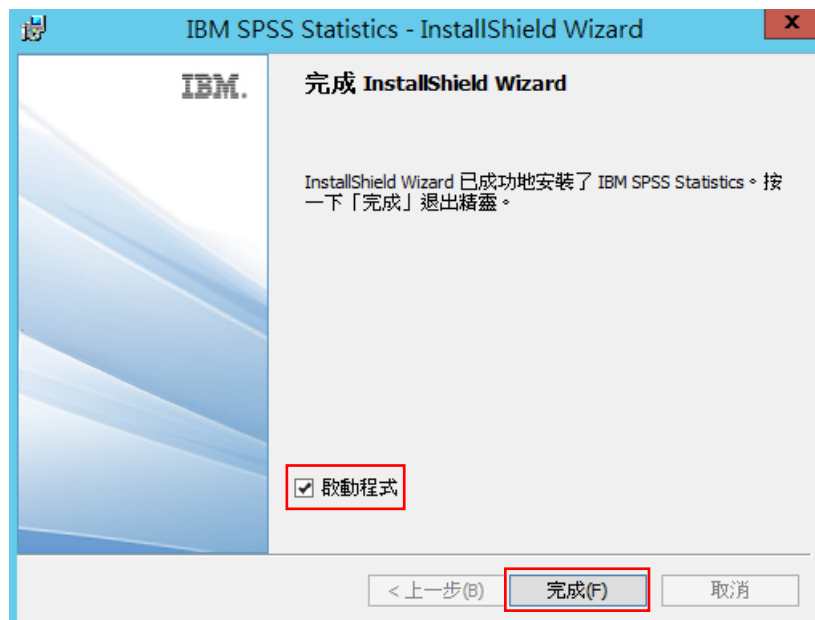 IBM SPSS Statistics - InstallShield Wizard
x
IBM.
完成 InstallShield Wizard
InstallShield Wizard 已成功地安裝了 IBM SPSS Statistics。按
一下「完成」退出精靈。
啟動程式
< 上一步(B)
完成(F)
取消